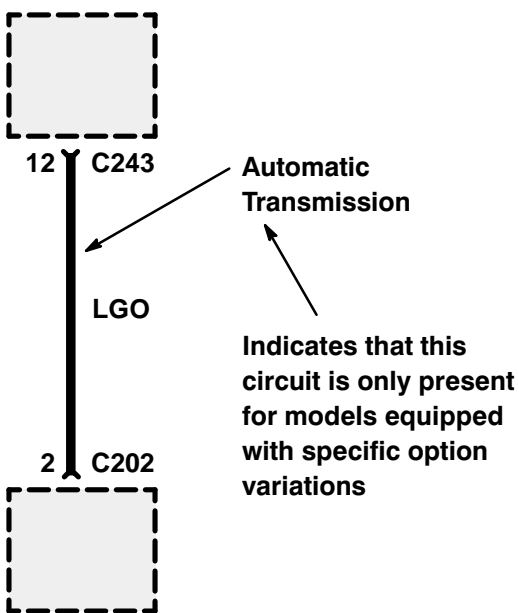 12 C243
Automatic
Transmission
LGO
Indicates that this
circuit is only present
for models equipped
with specific option
variations
2 C202